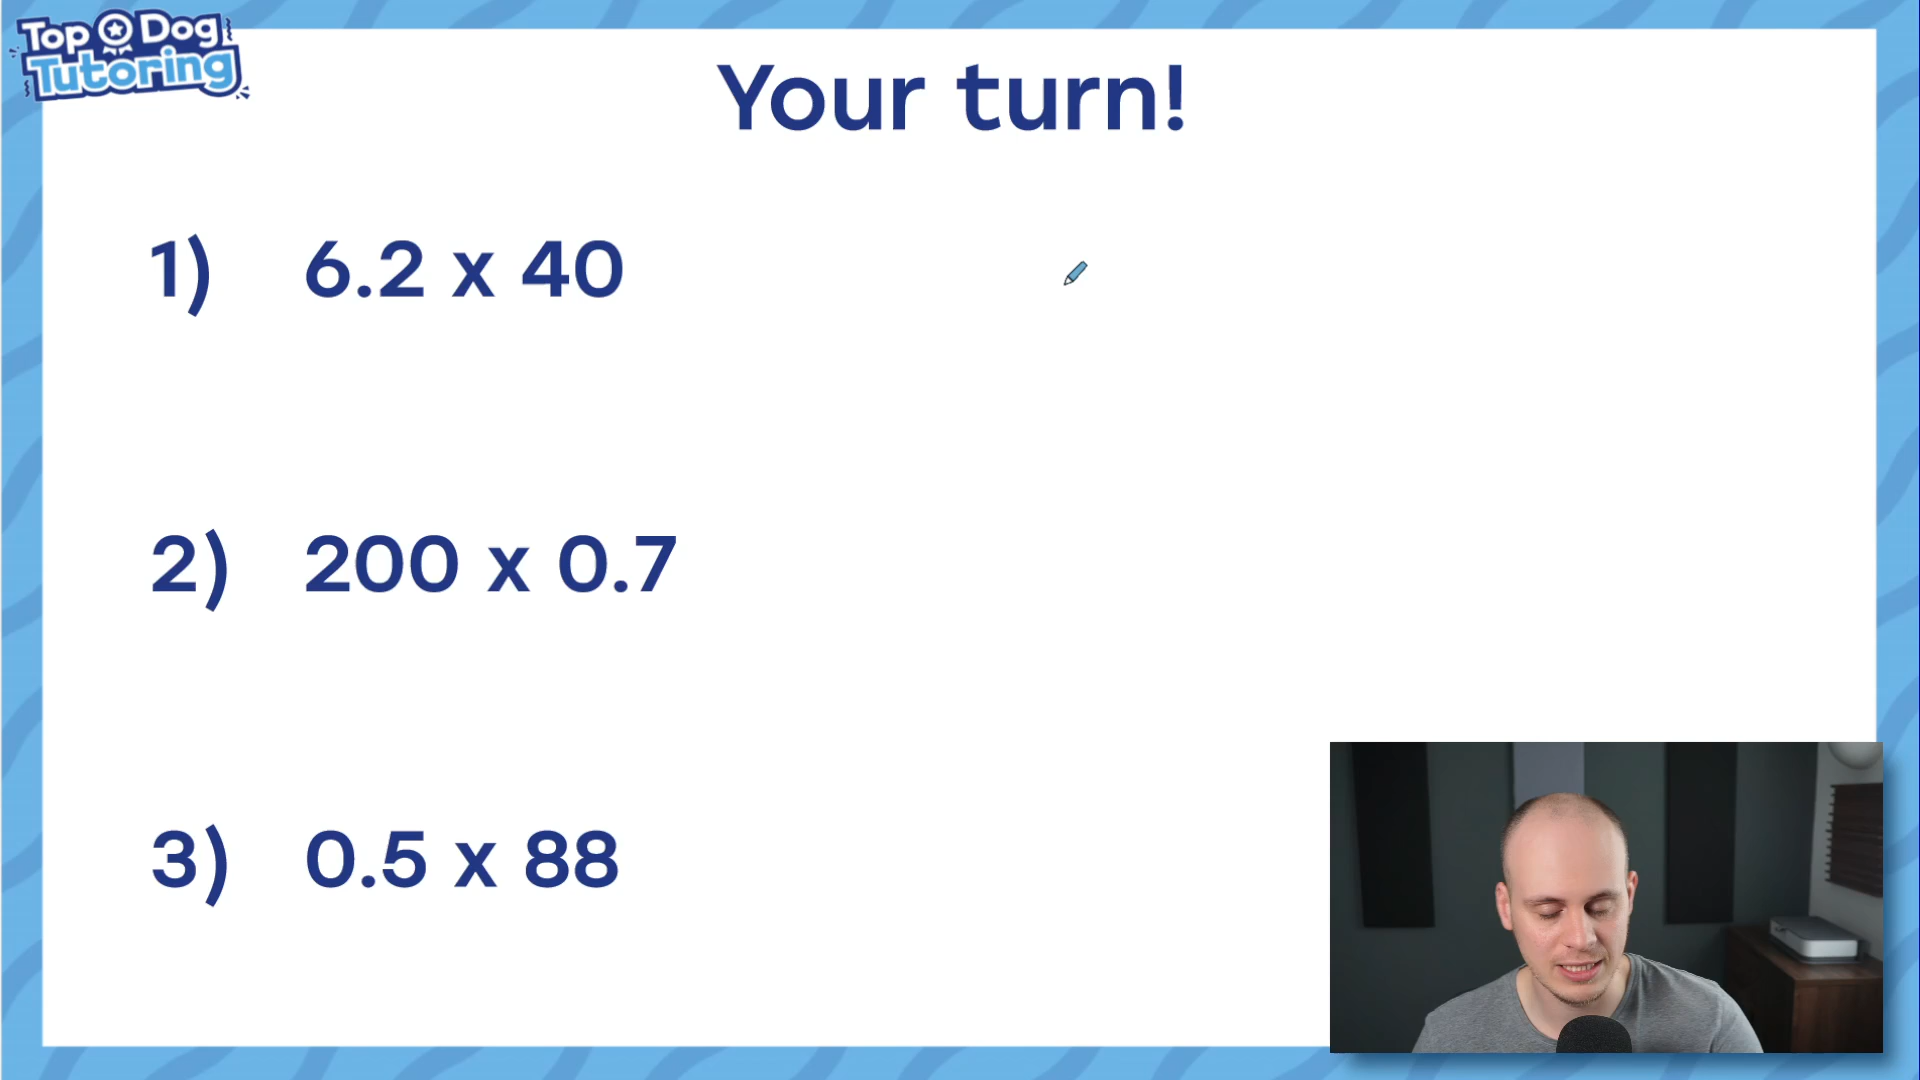 Top Dog
Tutoring
Your turn!
1) 6.2 x 40
2) 200 x 0.7
3) 0.5 x 88